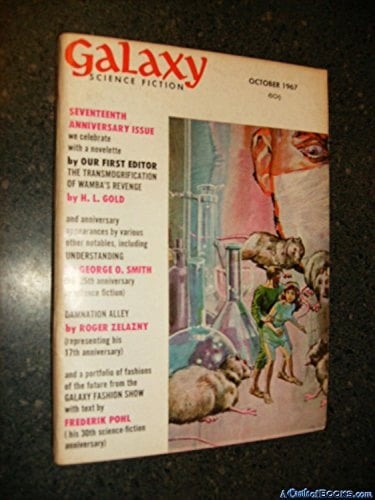 Galaxy
SCIENCE FICTION
OCTOBER 1967
60¢
SEVENTEENTH
ANNIVERSARY ISSUE
we celebrate
with a novelette
by OUR FIRST EDITOR
THE TRANSMOGRIFICATION
OF WAMBA'S REVENGE
by H. L. GOLD
and anniversary
appearances by various
other notables, including
UNDERSTANDING
GEORGE O. SMITH
25th anniversary
science fiction)
DAMNATION ALLEY
by ROGER ZELAZNY
(representing his
17th anniversary)
and a portfolio of fashions
of the future from the
GALAXY FASHION SHOW
with text by
FREDERIK POHL
(his 30th science-fiction
anniversary)
BOOKS.com